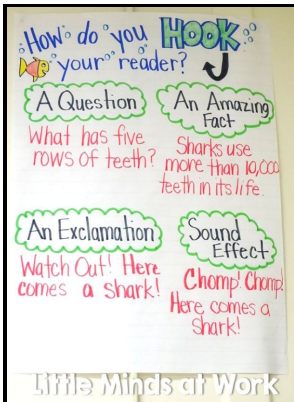 How do you HOOK
your reader?
A Question
What has five
rows of teeth?
An Amazing
Fact
Sharks use
more than 10,000
teeth in its life.
An Exclamation
Watch Out! Here
comes a shark!
Sound
Effect
Chomp! Chomp!
Here comes a
shark!
Little Minds at Work